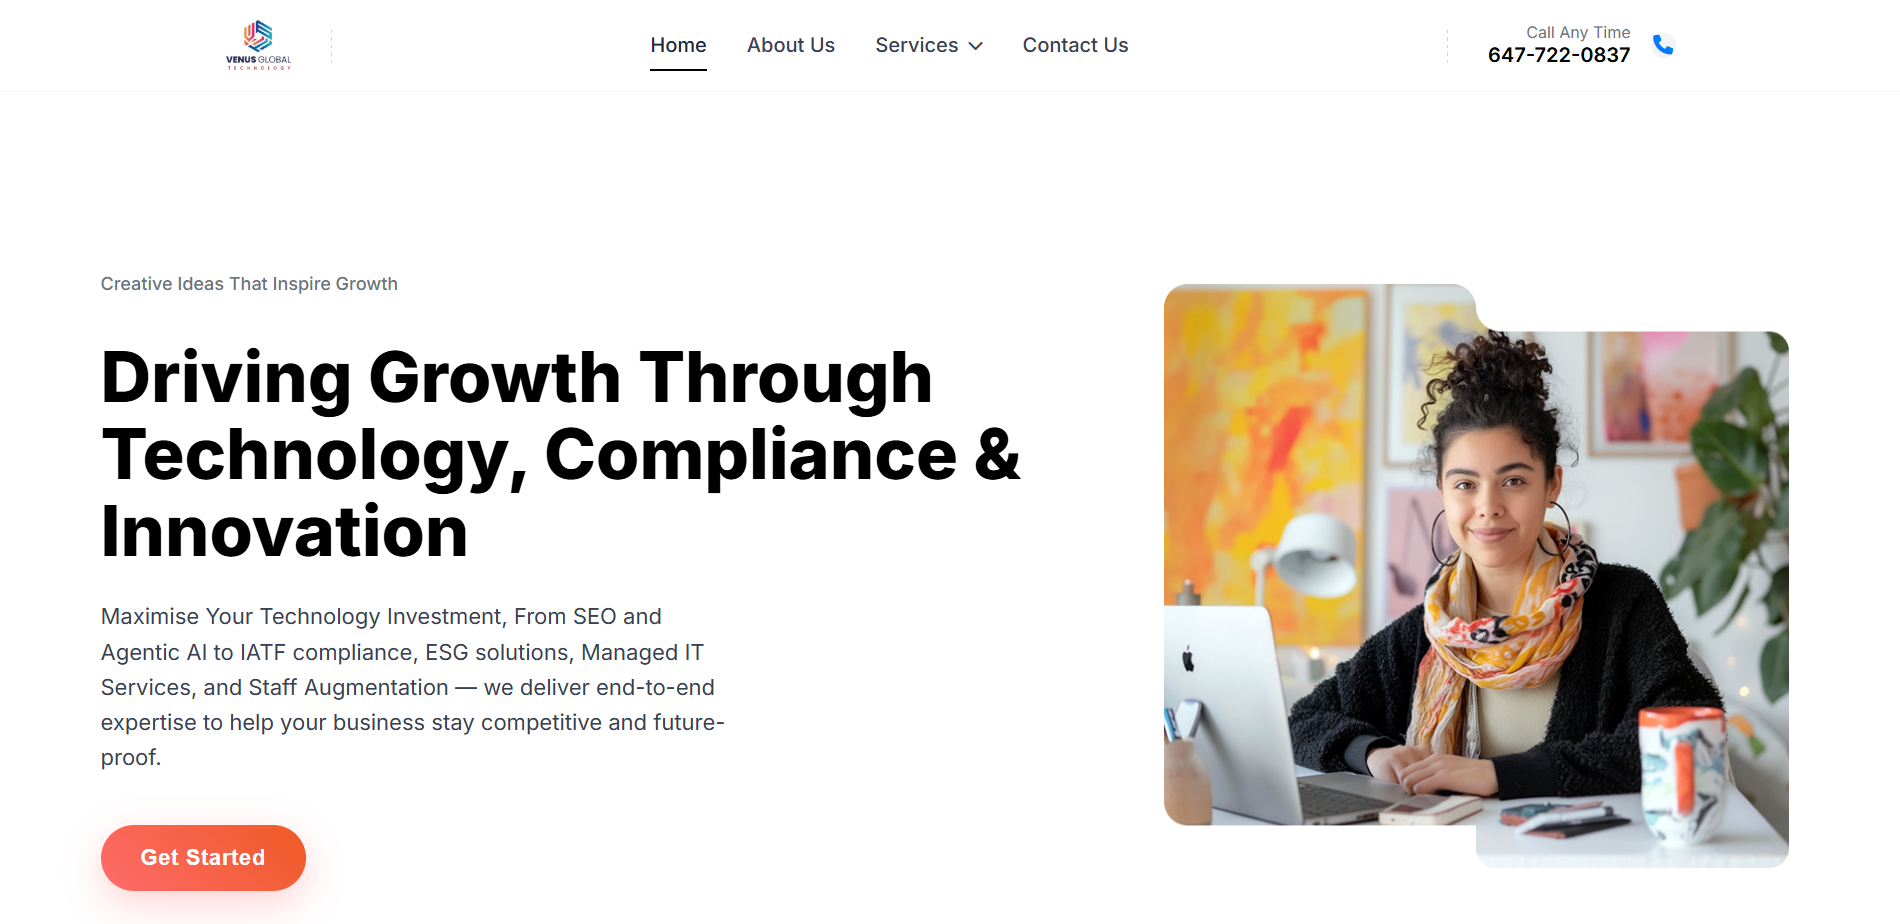 VENUS GLOBAL
TECHNOLOGY
Home
About Us
Services
Contact Us
Call Any Time
647-722-0837
Creative Ideas That Inspire Growth
Driving Growth Through
Technology, Compliance &
Innovation
Maximise Your Technology Investment, From SEO and
Agentic AI to IATF compliance, ESG solutions, Managed IT
Services, and Staff Augmentation — we deliver end-to-end
expertise to help your business stay competitive and future-
proof.
Get Started